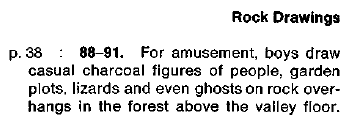 Rock Drawings
p. 38 : 88–91. For amusement, boys draw
casual charcoal figures of people, garden
plots, lizards and even ghosts on rock over-
hangs in the forest above the valley floor.